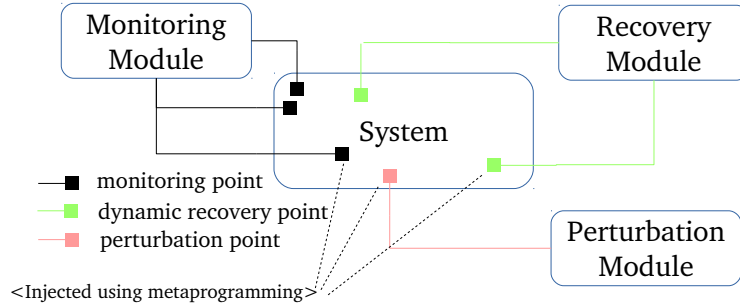 Monitoring
Module
Recovery
Module
System
monitoring point
dynamic recovery point
perturbation point
Perturbation
Module
<Injected using metaprogramming>